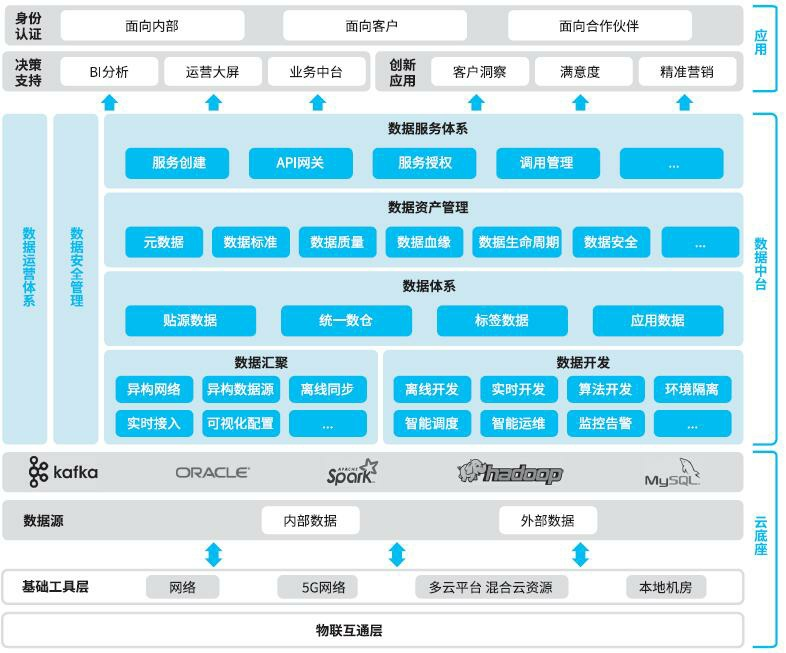 身份认证
面向内部
面向客户
面向合作伙伴
应用
决策支持
BI分析
运营大屏
业务中台
创新应用
客户洞察
满意度
精准营销
数据运营体系
数据安全管理
数据服务体系
服务创建
API网关
服务授权
调用管理
...
数据资产管理
元数据
数据标准
数据质量
数据血缘
数据生命周期
数据安全
...
数据中台
数据体系
贴源数据
统一数仓
标签数据
应用数据
数据汇聚
异构网络
异构数据源
离线同步
实时接入
可视化配置
...
数据开发
离线开发
实时开发
算法开发
环境隔离
智能调度
智能运维
监控告警
...
kafka
ORACLE
APACHE
Spark
hadoop
MySQL
云底座
数据源
内部数据
外部数据
基础工具层
网络
5G网络
多云平台 混合云资源
本地机房
物联互通层